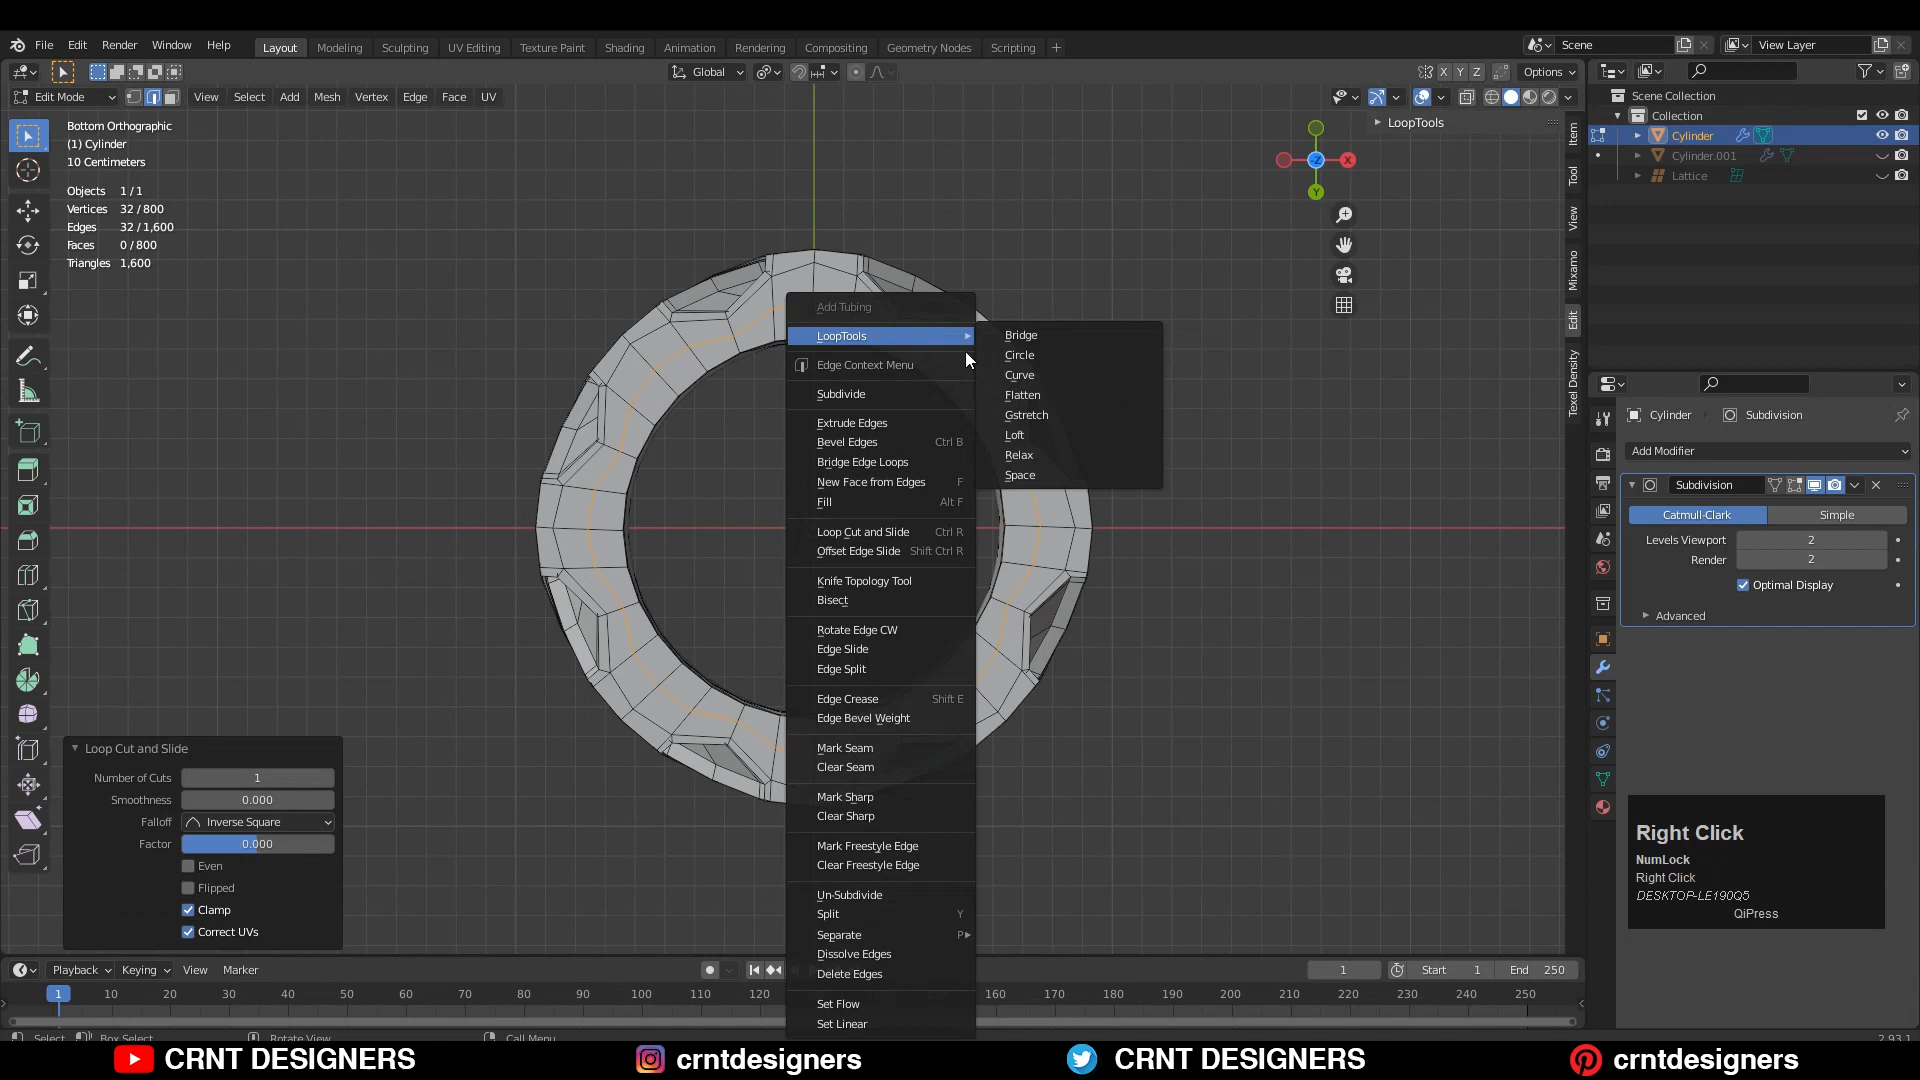 File Edit Render Window Help Layout Modeling Sculpting UV Editing Texture Paint Shading Animation Rendering Compositing Geometry Nodes Scripting + Scene View Layer
Global X Y Z Options
Edit Mode View Select Add Mesh Vertex Edge Face UV
Scene Collection
Collection
Cylinder
Cylinder.001
Lattice
Bottom Orthographic
(1) Cylinder
10 Centimeters
Objects 1 / 1
Vertices 32 / 800
Edges 32 / 1,600
Faces 0 / 800
Triangles 1,600
LoopTools
X
Y
Z
Item
Tool
View
Mixamo
Edit
Texel Density
Add Tubing
LoopTools
Edge Context Menu
Subdivide
Extrude Edges
Bevel Edges Ctrl B
Bridge Edge Loops
New Face from Edges F
Fill Alt F
Loop Cut and Slide Ctrl R
Offset Edge Slide Shift Ctrl R
Knife Topology Tool
Bisect
Rotate Edge CW
Edge Slide
Edge Split
Edge Crease Shift E
Edge Bevel Weight
Mark Seam
Clear Seam
Mark Sharp
Clear Sharp
Mark Freestyle Edge
Clear Freestyle Edge
Un-Subdivide
Split Y
Separate P
Dissolve Edges
Delete Edges
Set Flow
Set Linear
Bridge
Circle
Curve
Flatten
Gstretch
Loft
Relax
Space
Cylinder Subdivision
Add Modifier
Subdivision
Catmull-Clark Simple
Levels Viewport 2
Render 2
Optimal Display
Advanced
Loop Cut and Slide
Number of Cuts 1
Smoothness 0.000
Falloff Inverse Square
Factor 0.000
Even
Flipped
Clamp
Correct UVs
Right Click
NumLock
Right Click
DESKTOP-LE190Q5
QiPress
Playback Keying View Marker 1 Start 1 End 250
1 10 20 30 40 50 60 70 80 90 100 110 120 160 170 180 190 200 210 220 230 240 250
Select Box Select Rotate View Call Menu 2.93.1
CRNT DESIGNERS crntdesigners CRNT DESIGNERS crntdesigners